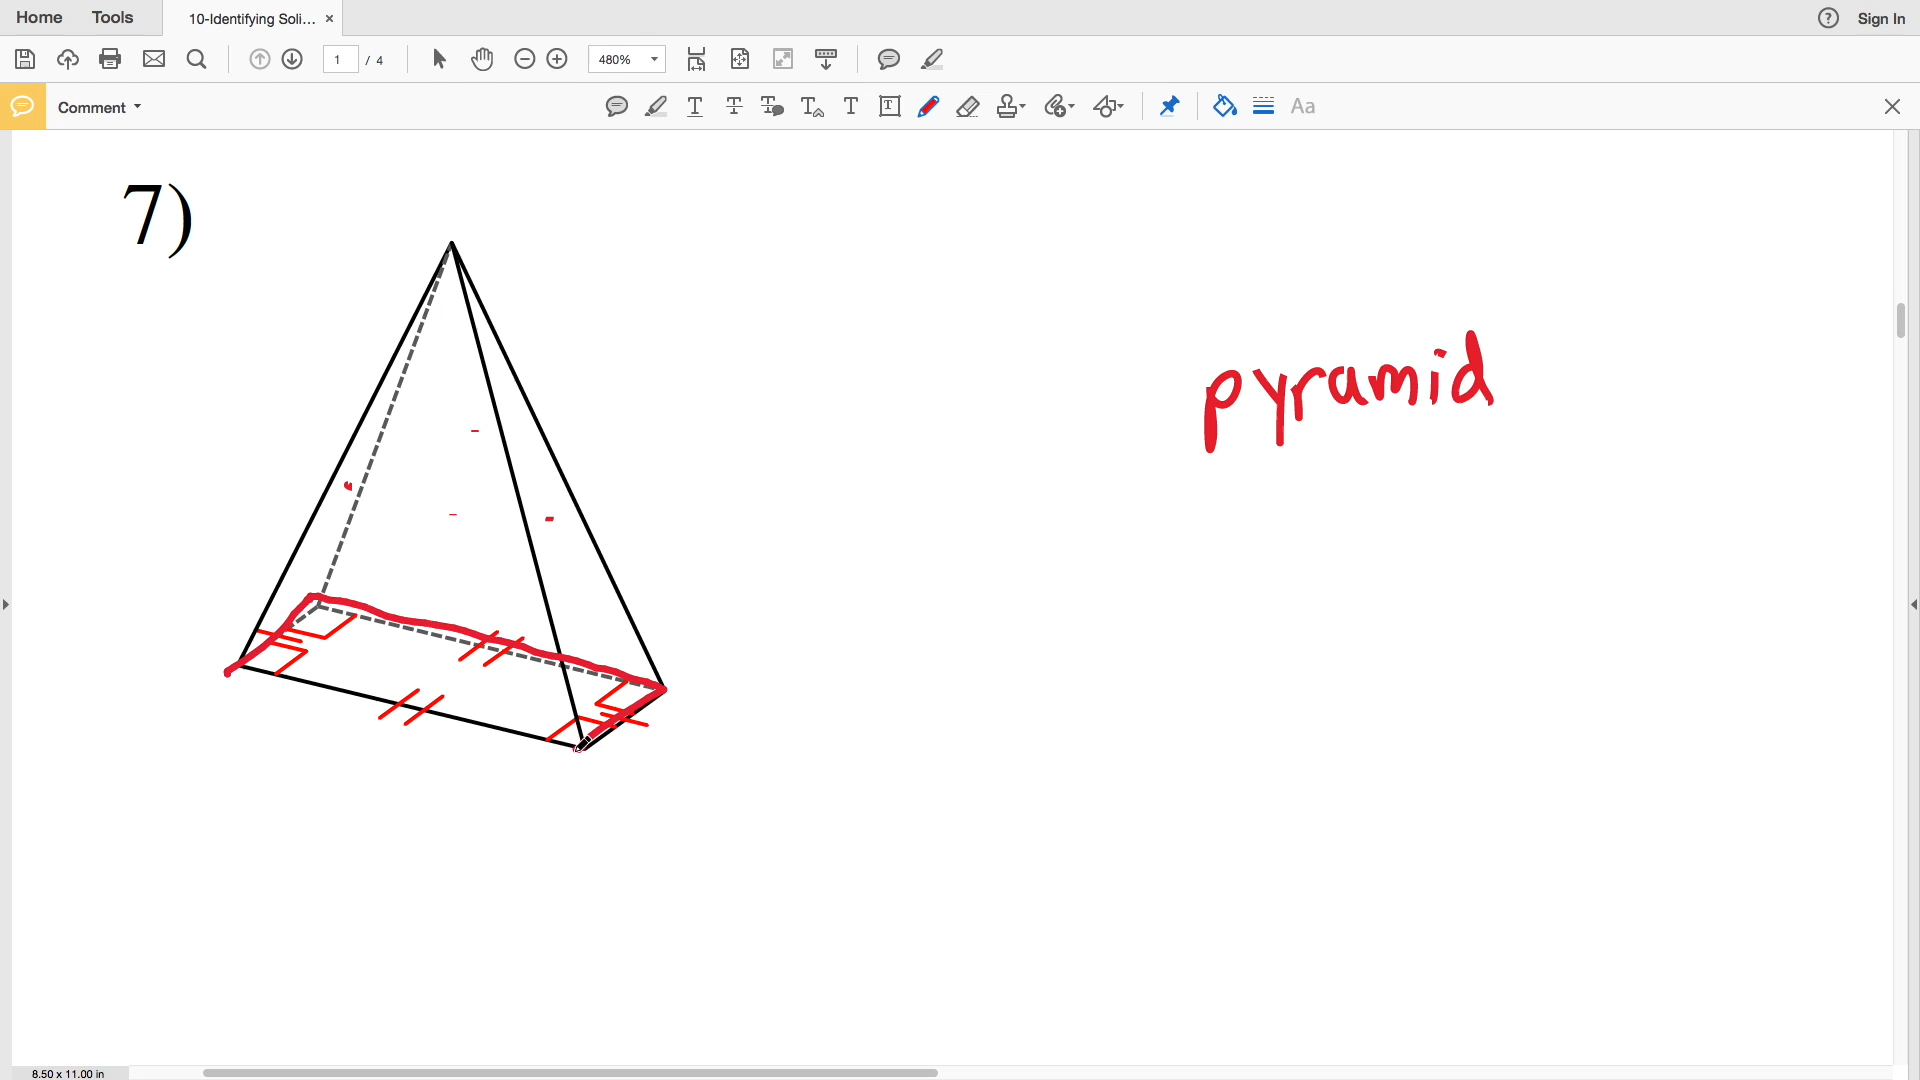 Home Tools 10-Identifying Soli... × ? Sign In
1 / 4 480%
Comment T T T T T T Aa
7)
pyramid
8.50 x 11.00 in